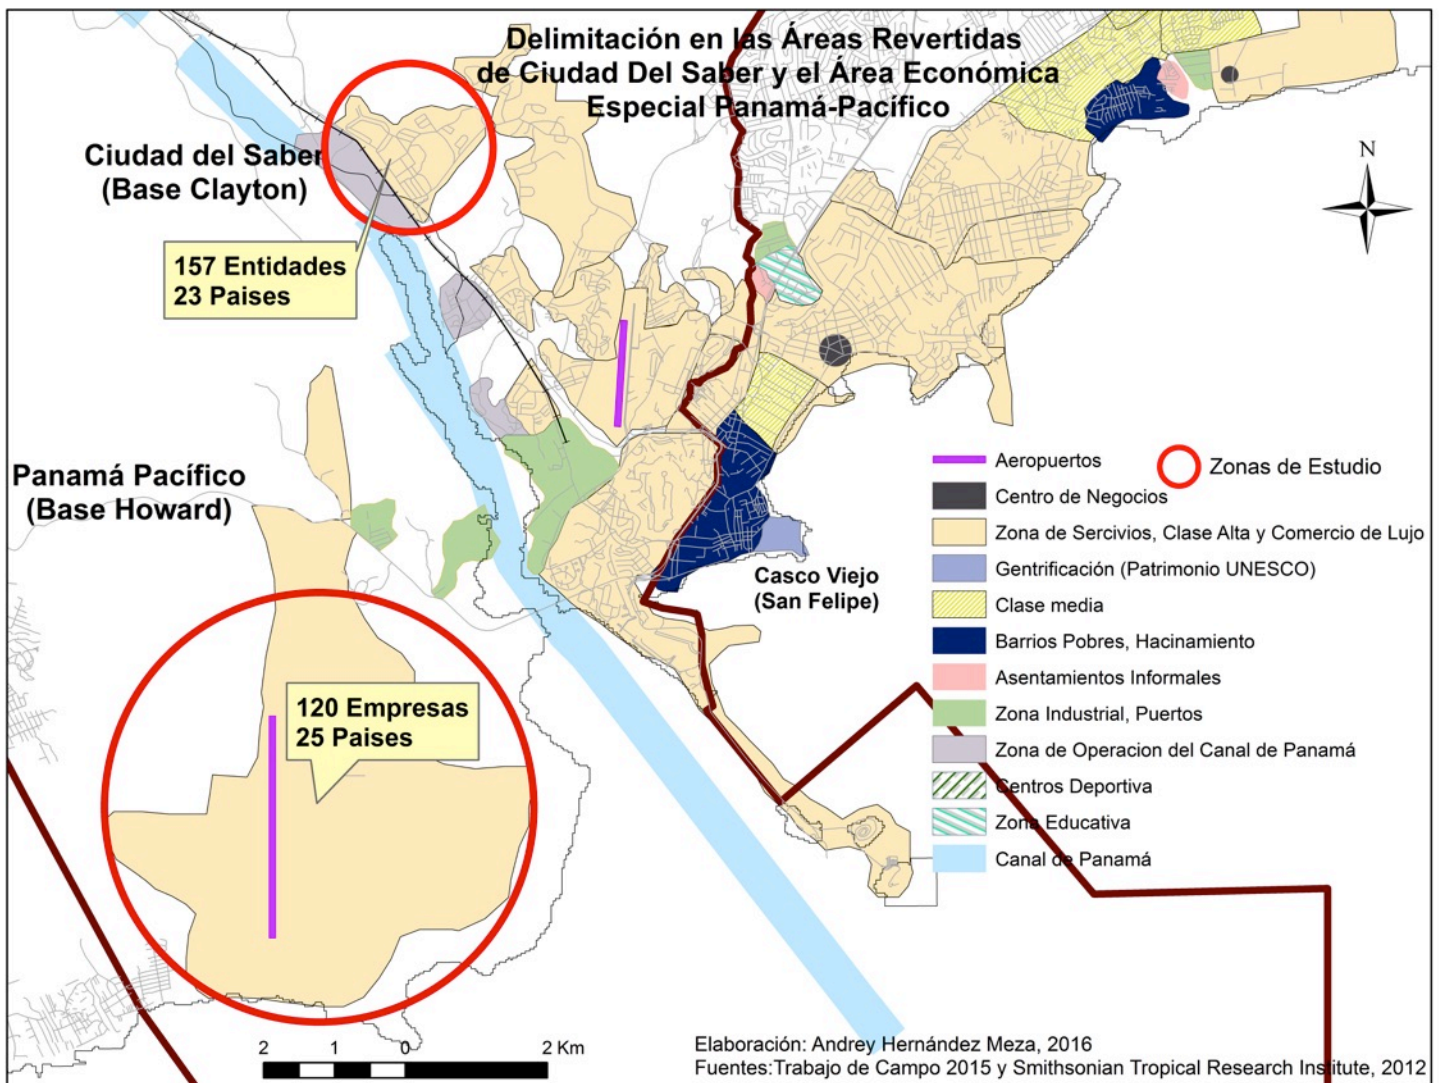 Delimitación en las Áreas Revertidas
de Ciudad Del Saber y el Área Económica
Especial Panamá-Pacífico
Ciudad del Saber
(Base Clayton)
157 Entidades
23 Paises
N
Panamá Pacífico
(Base Howard)
120 Empresas
25 Paises
Casco Viejo
(San Felipe)
Aeropuertos
Zonas de Estudio
Centro de Negocios
Zona de Sercivios, Clase Alta y Comercio de Lujo
Gentrificación (Patrimonio UNESCO)
Clase media
Barrios Pobres, Hacinamiento
Asentamientos Informales
Zona Industrial, Puertos
Zona de Operacion del Canal de Panamá
Centros Deportiva
Zona Educativa
Canal de Panamá
2 1 0 2 Km
Elaboración: Andrey Hernández Meza, 2016
Fuentes:Trabajo de Campo 2015 y Smithsonian Tropical Research Institute, 2012